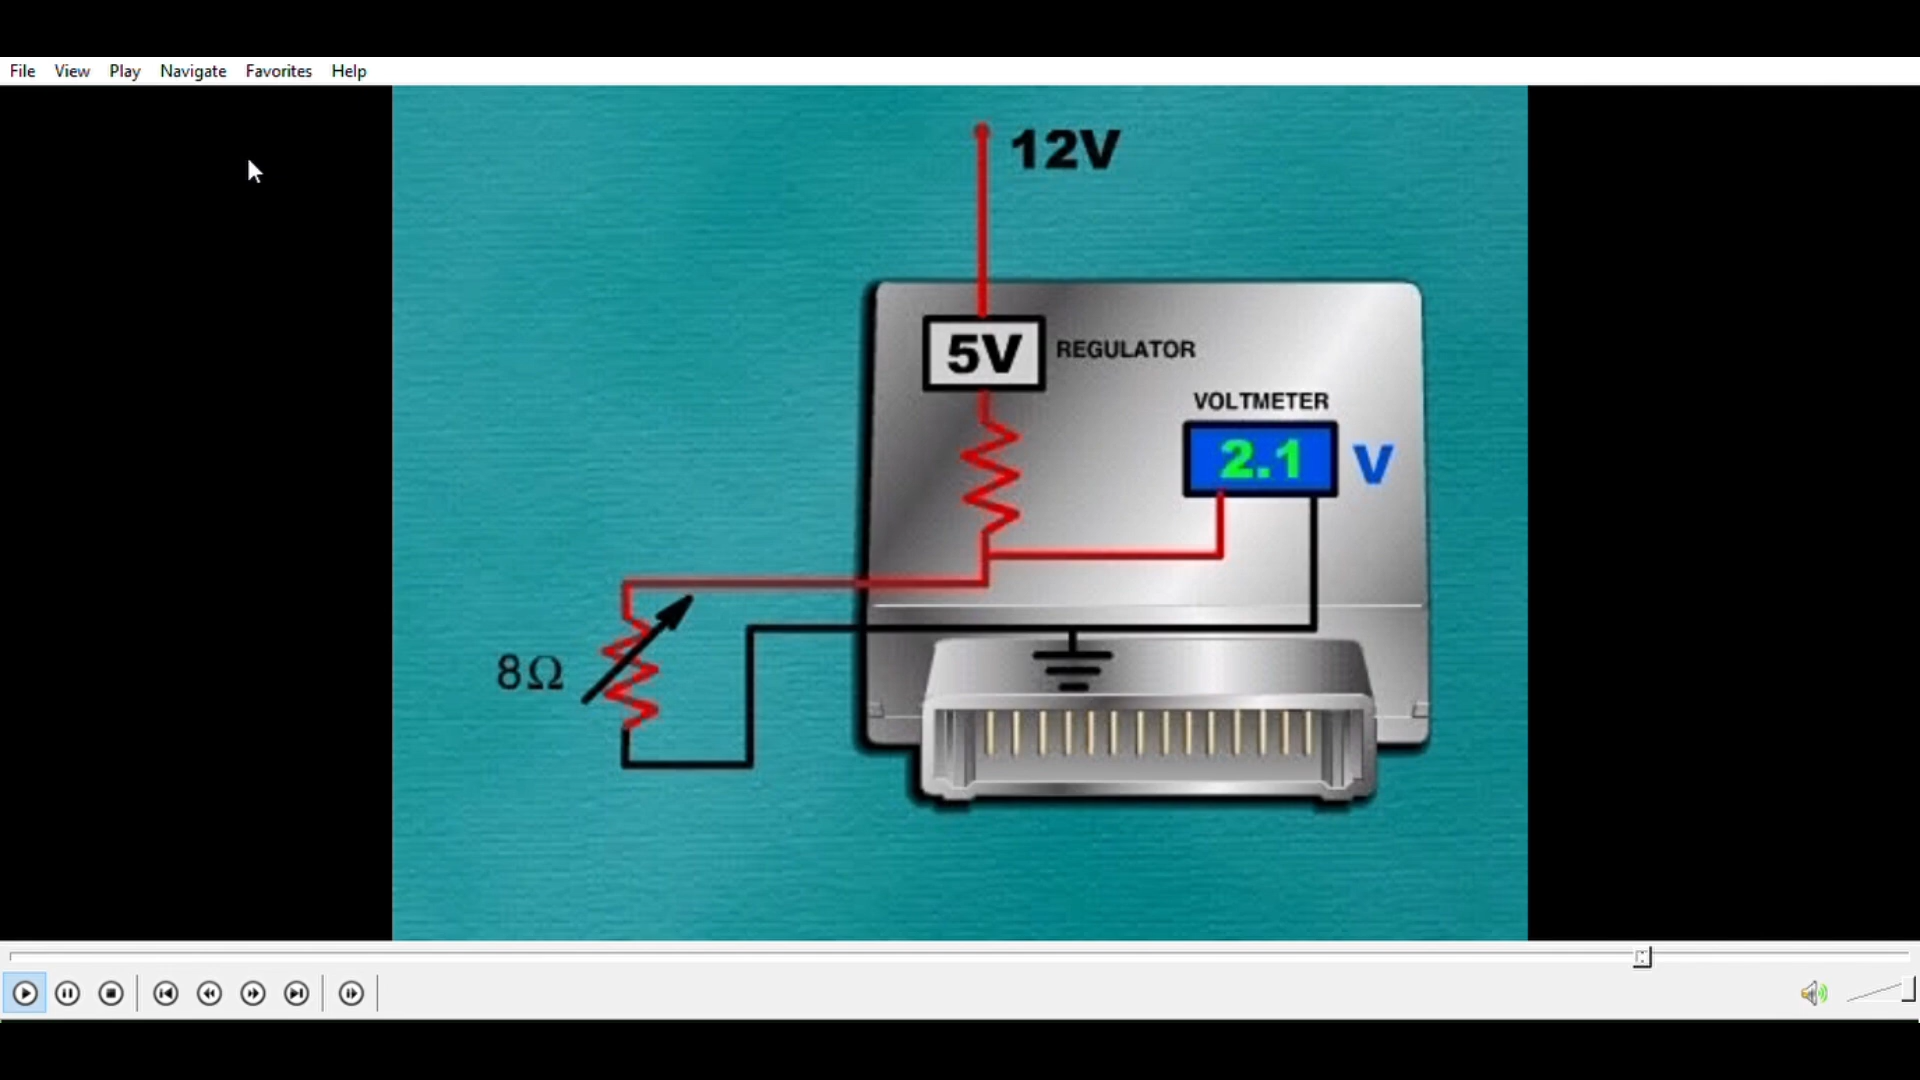 File View Play Navigate Favorites Help
12V
5V REGULATOR
VOLTMETER
2.1 V
8Ω